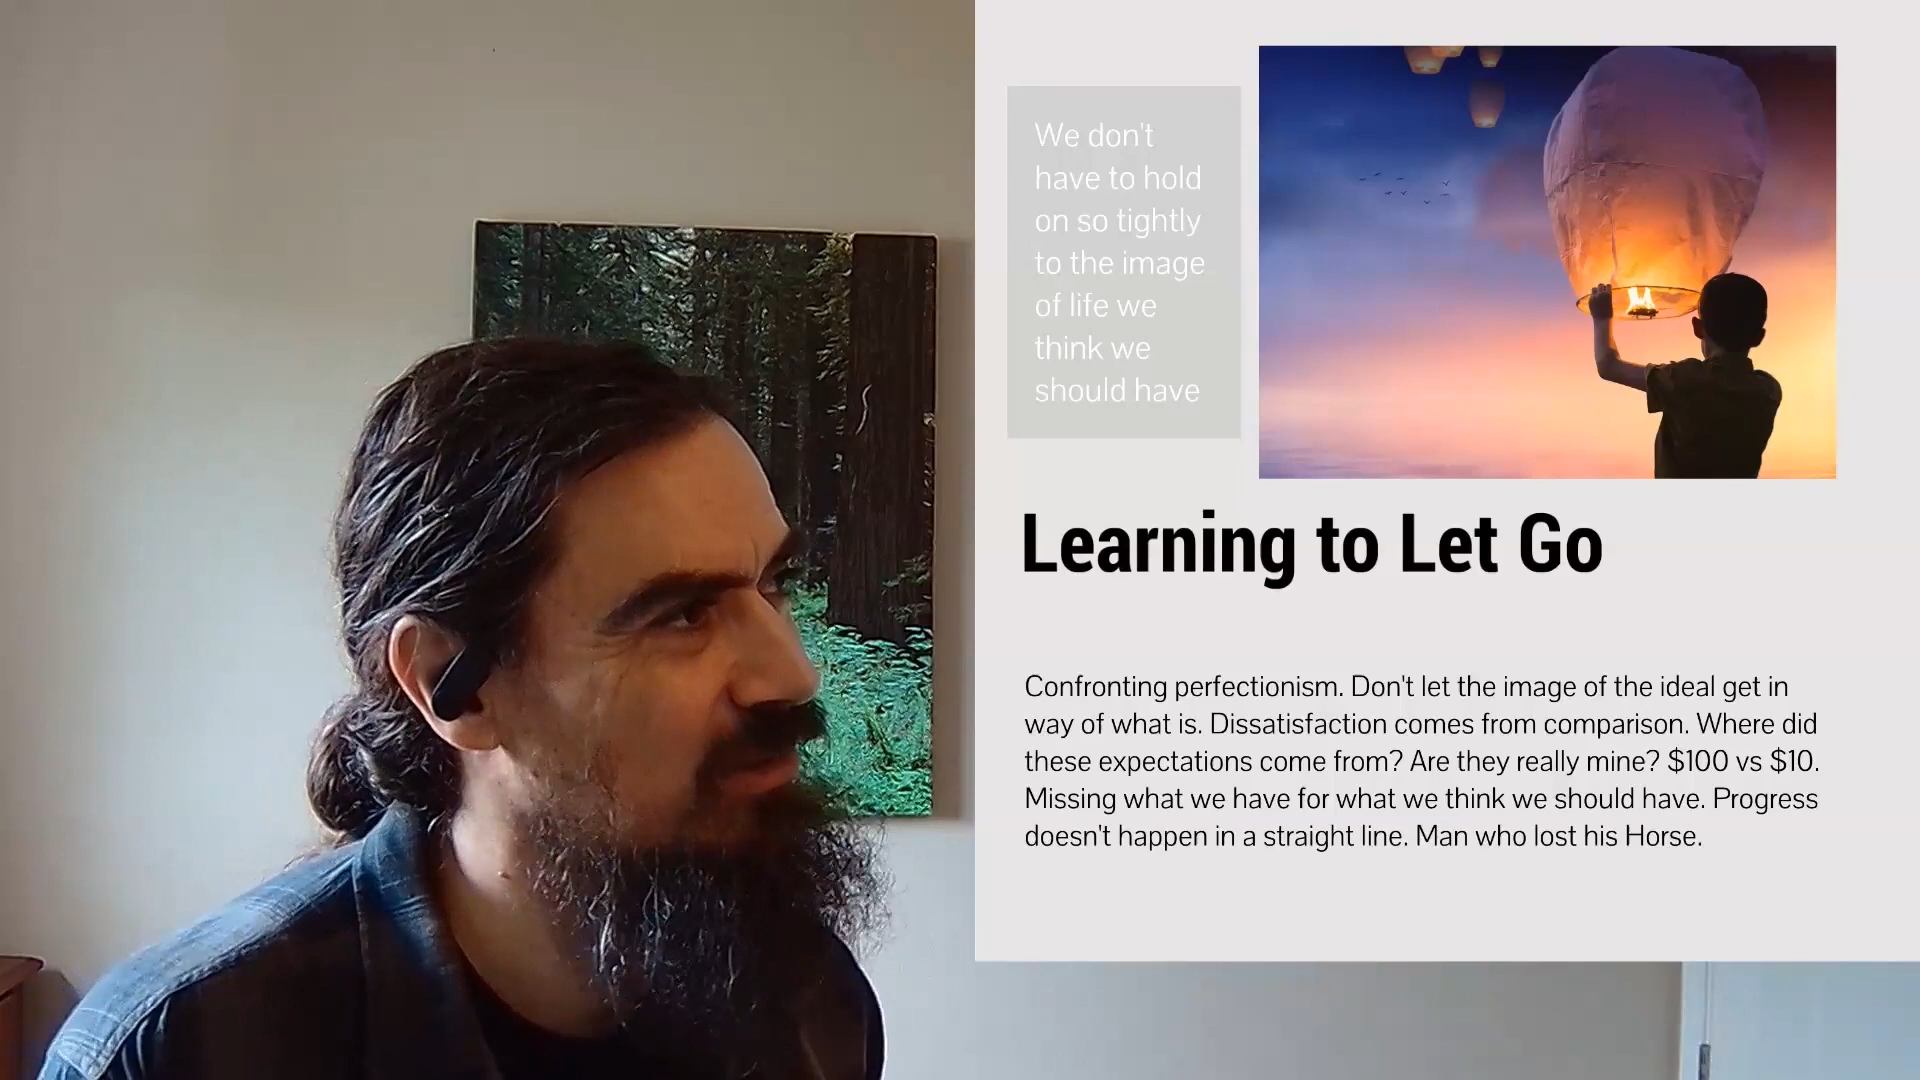 We don't
have to hold
on so tightly
to the image
of life we
think we
should have
Learning to Let Go
Confronting perfectionism. Don't let the image of the ideal get in
way of what is. Dissatisfaction comes from comparison. Where did
these expectations come from? Are they really mine? $100 vs $10.
Missing what we have for what we think we should have. Progress
doesn't happen in a straight line. Man who lost his Horse.